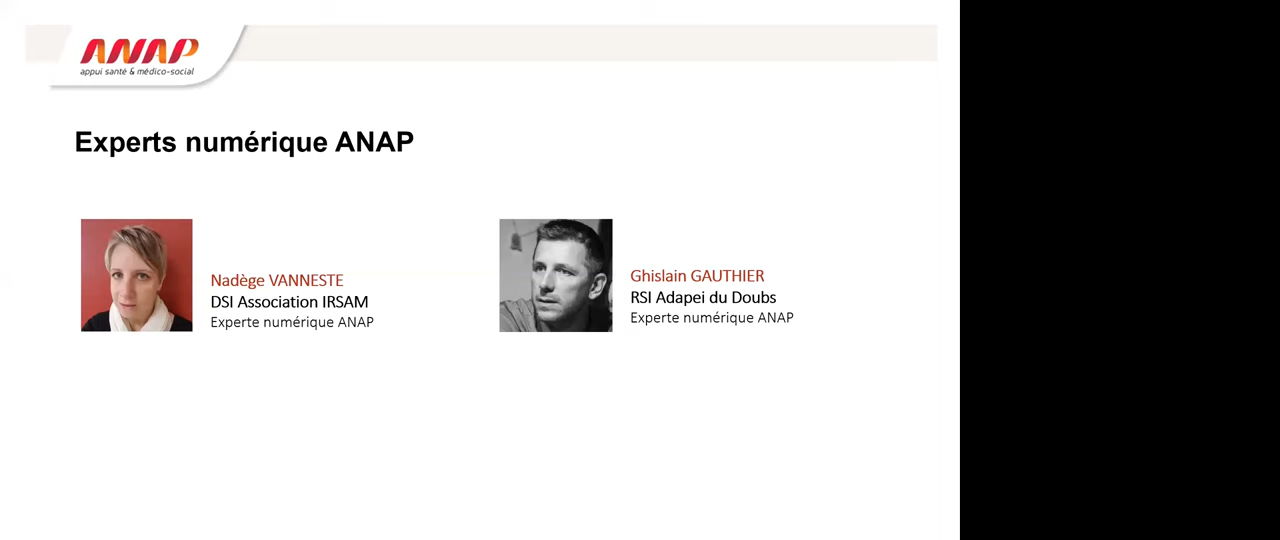 ANAP
appui santé & médico-social
Experts numérique ANAP
Nadège VANNESTE
DSI Association IRSAM
Experte numérique ANAP
Ghislain GAUTHIER
RSI Adapei du Doubs
Experte numérique ANAP